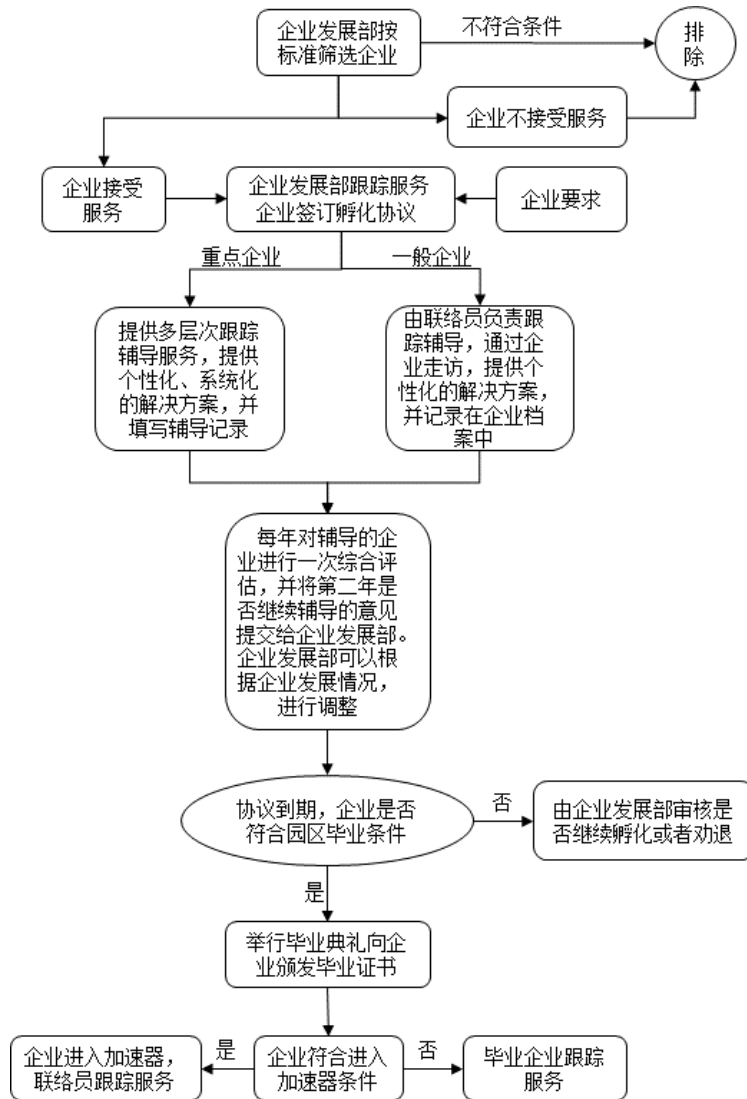 企业发展部按
标准筛选企业
不符合条件
排
除
企业不接受服务
企业接受
服务
企业发展部跟踪服务
企业签订孵化协议
企业要求
重点企业
一般企业
提供多层次跟踪
辅导服务，提供
个性化、系统化
的解决方案，并
填写辅导记录
由联络员负责跟
踪辅导，通过企
业走访，提供个
性化的解决方案，
并记录在企业档
案中
每年对辅导的企
业进行一次综合评
估，并将第二年是
否继续辅导的意见
提交给企业发展部。
企业发展部可以根
据企业发展情况，
进行调整
协议到期，企业是否
符合园区毕业条件
否
由企业发展部审核是
否继续孵化或者劝退
是
举行毕业典礼向企
业颁发毕业证书
企业进入加速器，
联络员跟踪服务
是
企业符合进入
加速器条件
否
毕业企业跟踪
服务